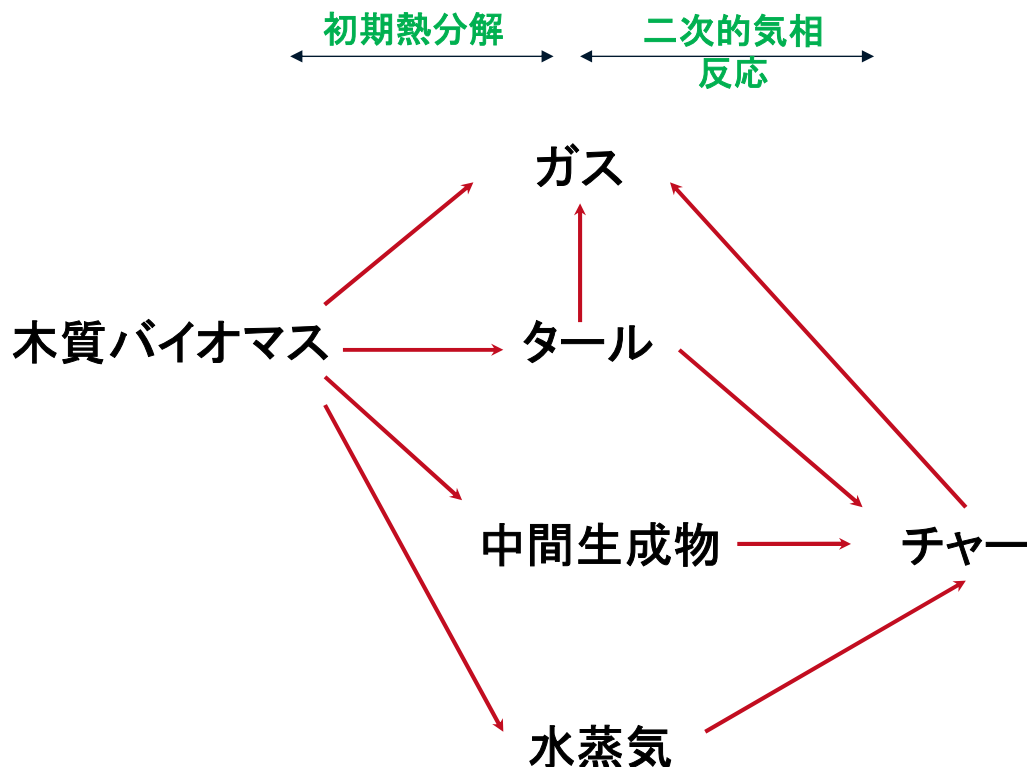 初期熱分解
二次的気相
反応
ガス
木質バイオマス
タール
中間生成物
チャー
水蒸気